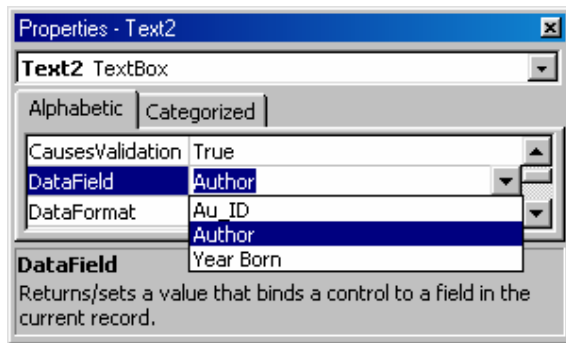 Properties - Text2
Text2 TextBox
Alphabetic Categorized
CausesValidation True
DataField Author
DataFormat Au_ID
Author
Year Born
DataField
Returns/sets a value that binds a control to a field in the
current record.